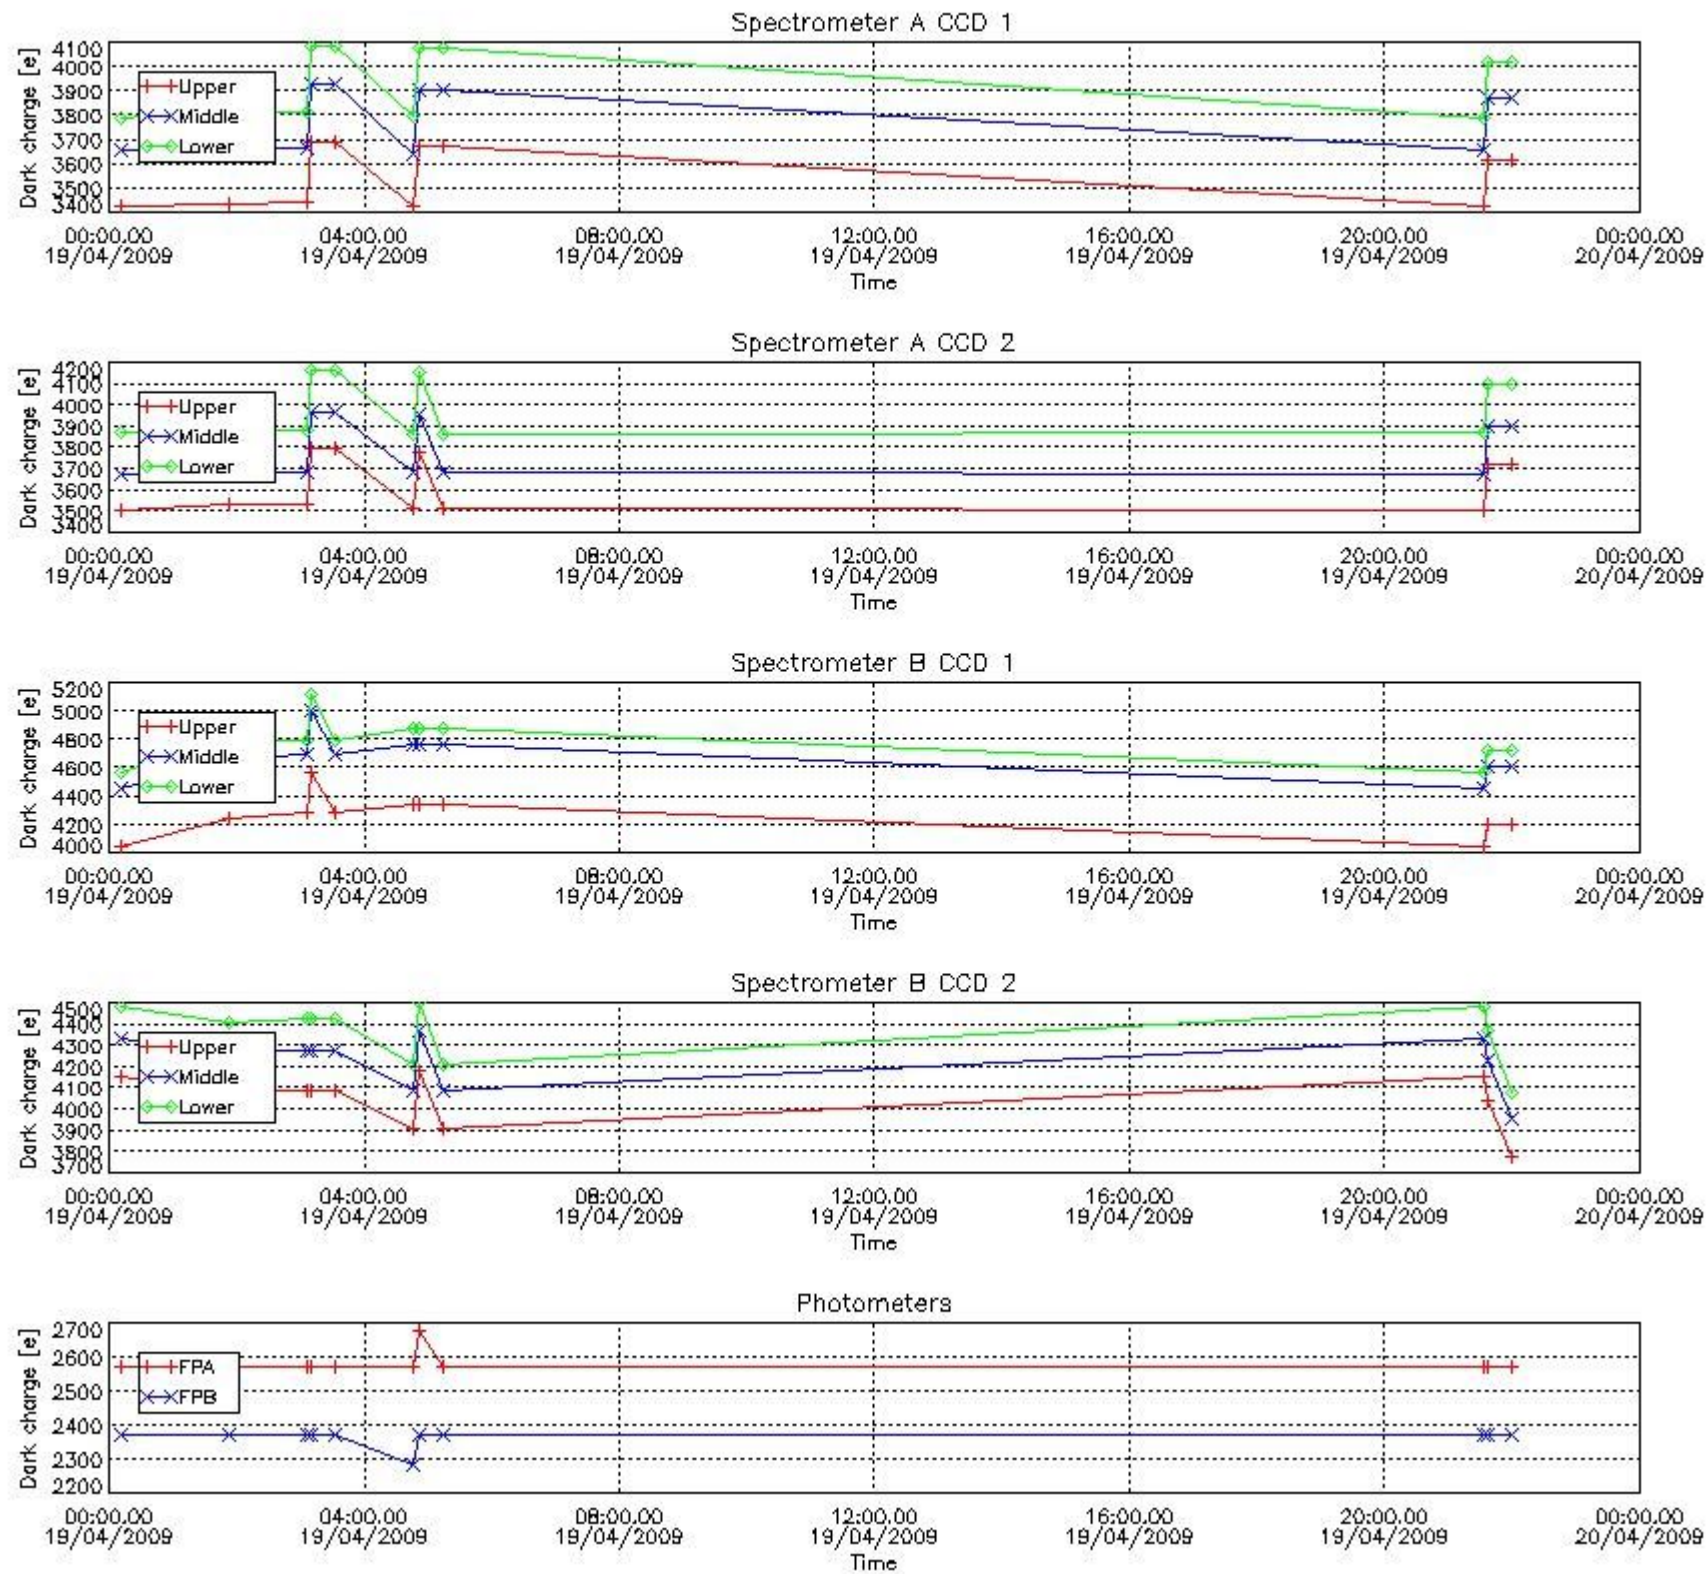 Spectrometer A CCD 1
Dark charge [e]
4100
4000
3900
3800
3700
3600
3500
3400
Upper
Middle
Lower
00:00.00 04:00.00 08:00.00 12:00.00 16:00.00 20:00.00 00:00.00
19/04/2009 19/04/2009 19/04/2009 19/04/2009 19/04/2009 19/04/2009 20/04/2009
Time
Spectrometer A CCD 2
Dark charge [e]
4200
4100
4000
3900
3800
3700
3600
3500
3400
Upper
Middle
Lower
00:00.00 04:00.00 08:00.00 12:00.00 16:00.00 20:00.00 00:00.00
19/04/2009 19/04/2009 19/04/2009 19/04/2009 19/04/2009 19/04/2009 20/04/2009
Time
Spectrometer B CCD 1
Dark charge [e]
5200
5000
4800
4600
4400
4200
4000
Upper
Middle
Lower
00:00.00 04:00.00 08:00.00 12:00.00 16:00.00 20:00.00 00:00.00
19/04/2009 19/04/2009 19/04/2009 19/04/2009 19/04/2009 19/04/2009 20/04/2009
Time
Spectrometer B CCD 2
Dark charge [e]
4500
4400
4300
4200
4100
4000
3900
3800
3700
Upper
Middle
Lower
00:00.00 04:00.00 08:00.00 12:00.00 16:00.00 20:00.00 00:00.00
19/04/2009 19/04/2009 19/04/2009 19/04/2009 19/04/2009 19/04/2009 20/04/2009
Time
Photometers
Dark charge [e]
2700
2600
2500
2400
2300
2200
FPA
FPB
00:00.00 04:00.00 08:00.00 12:00.00 16:00.00 20:00.00 00:00.00
19/04/2009 19/04/2009 19/04/2009 19/04/2009 19/04/2009 19/04/2009 20/04/2009
Time